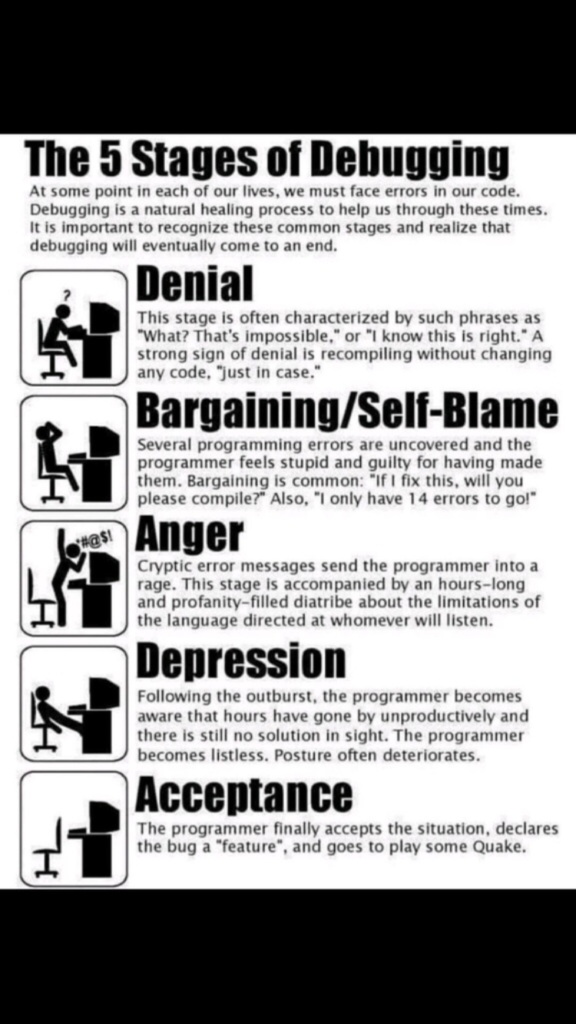 The 5 Stages of Debugging
At some point in each of our lives, we must face errors in our code.
Debugging is a natural healing process to help us through these times.
It is important to recognize these common stages and realize that
debugging will eventually come to an end.
?
Denial
This stage is often characterized by such phrases as
"What? That's impossible," or "I know this is right." A
strong sign of denial is recompiling without changing
any code, "just in case."
Bargaining/Self-Blame
Several programming errors are uncovered and the
programmer feels stupid and guilty for having made
them. Bargaining is common: "If I fix this, will you
please compile?" Also, "I only have 14 errors to go!"
*#@$!
Anger
Cryptic error messages send the programmer into a
rage. This stage is accompanied by an hours-long
and profanity-filled diatribe about the limitations of
the language directed at whomever will listen.
Depression
Following the outburst, the programmer becomes
aware that hours have gone by unproductively and
there is still no solution in sight. The programmer
becomes listless. Posture often deteriorates.
Acceptance
The programmer finally accepts the situation, declares
the bug a "feature", and goes to play some Quake.